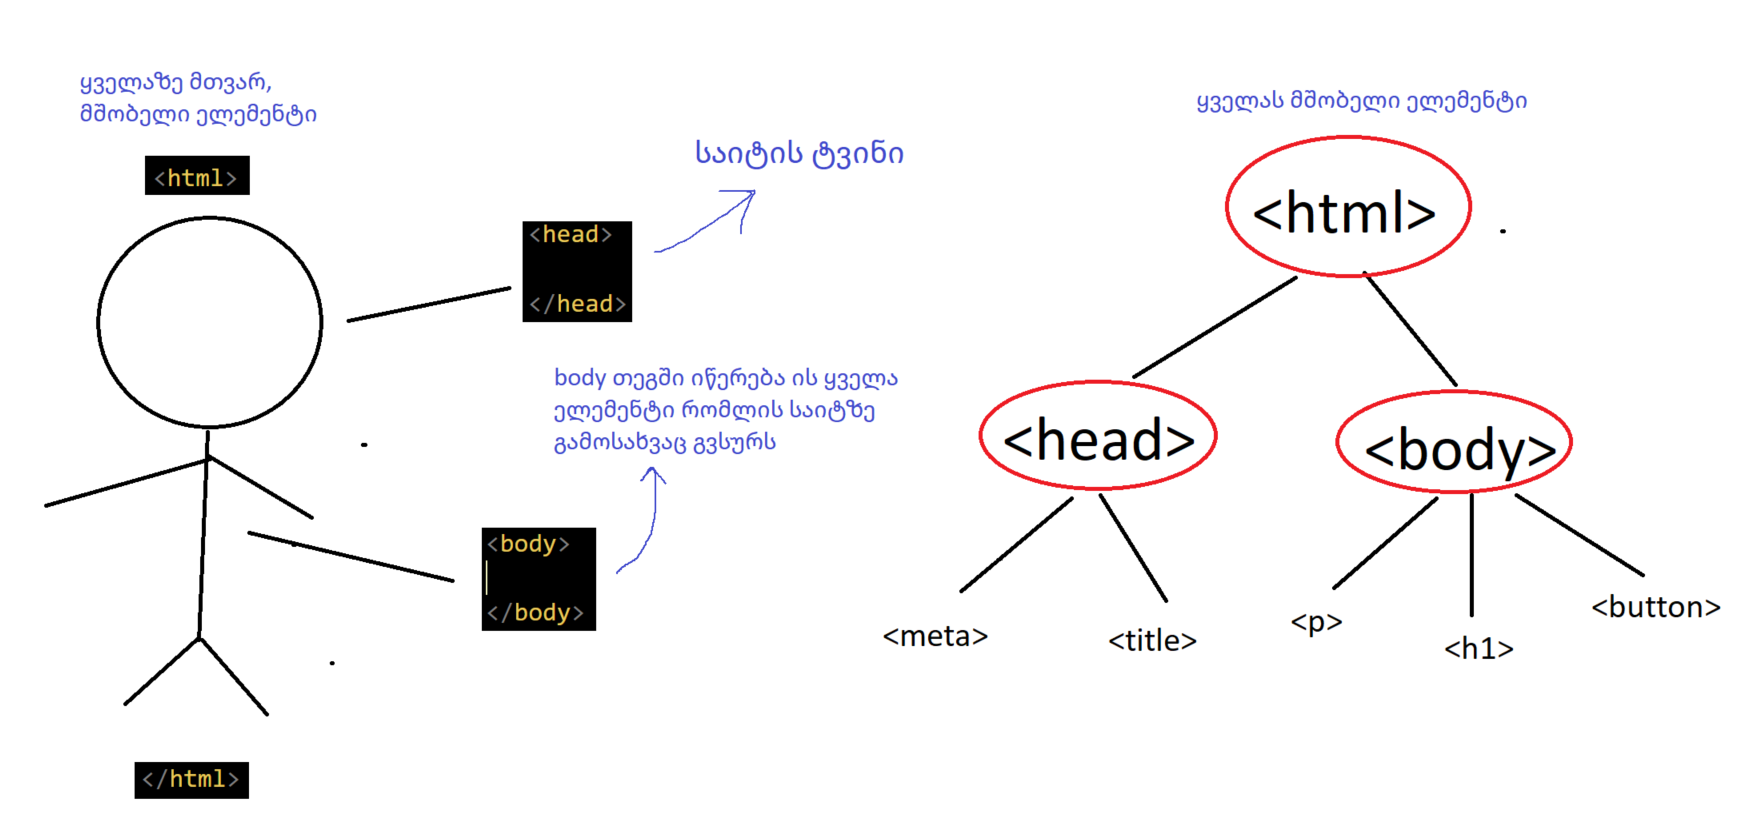 ყველაზე მთვარ,
მშობელი ელემენტი
<html>
<head>
</head>
საიტის ტვინი
body თეგში იწერება ის ყველა
ელემენტი რომლის საიტზე
გამოსახვაც გვსურს
<body>
</body>
</html>
ყველას მშობელი ელემენტი
<html>
<head>
<body>
<meta>
<title>
<p>
<h1>
<button>